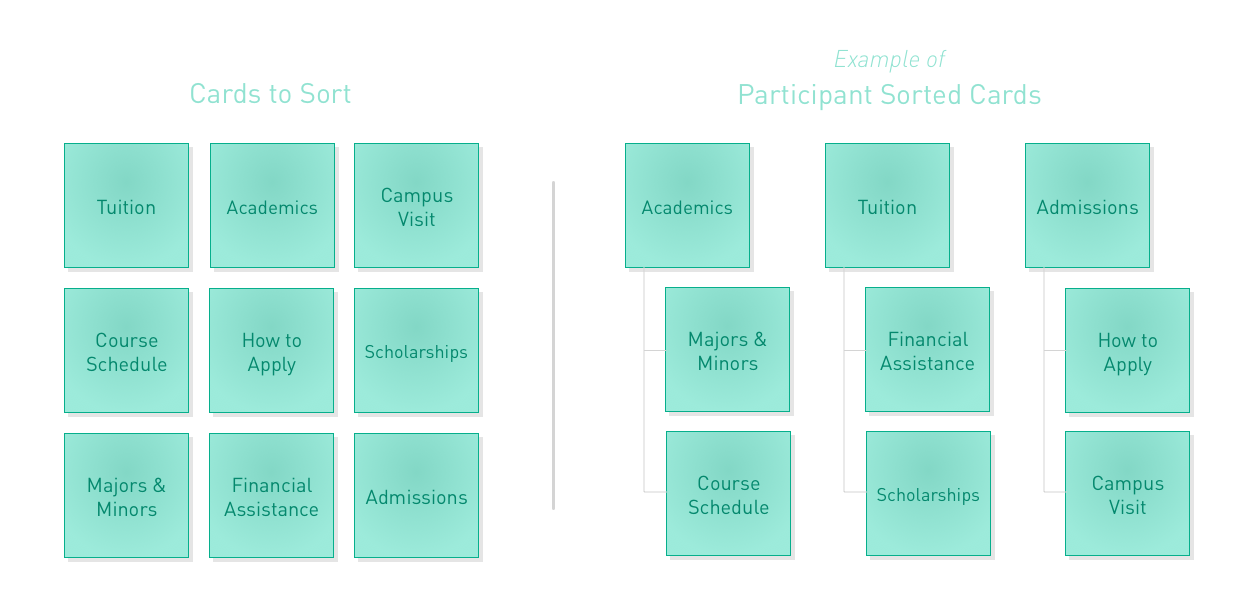 Cards to Sort
Tuition
Academics
Campus
Visit
Course
Schedule
How to
Apply
Scholarships
Majors &
Minors
Financial
Assistance
Admissions
Example of
Participant Sorted Cards
Academics
Majors &
Minors
Course
Schedule
Tuition
Financial
Assistance
Scholarships
Admissions
How to
Apply
Campus
Visit